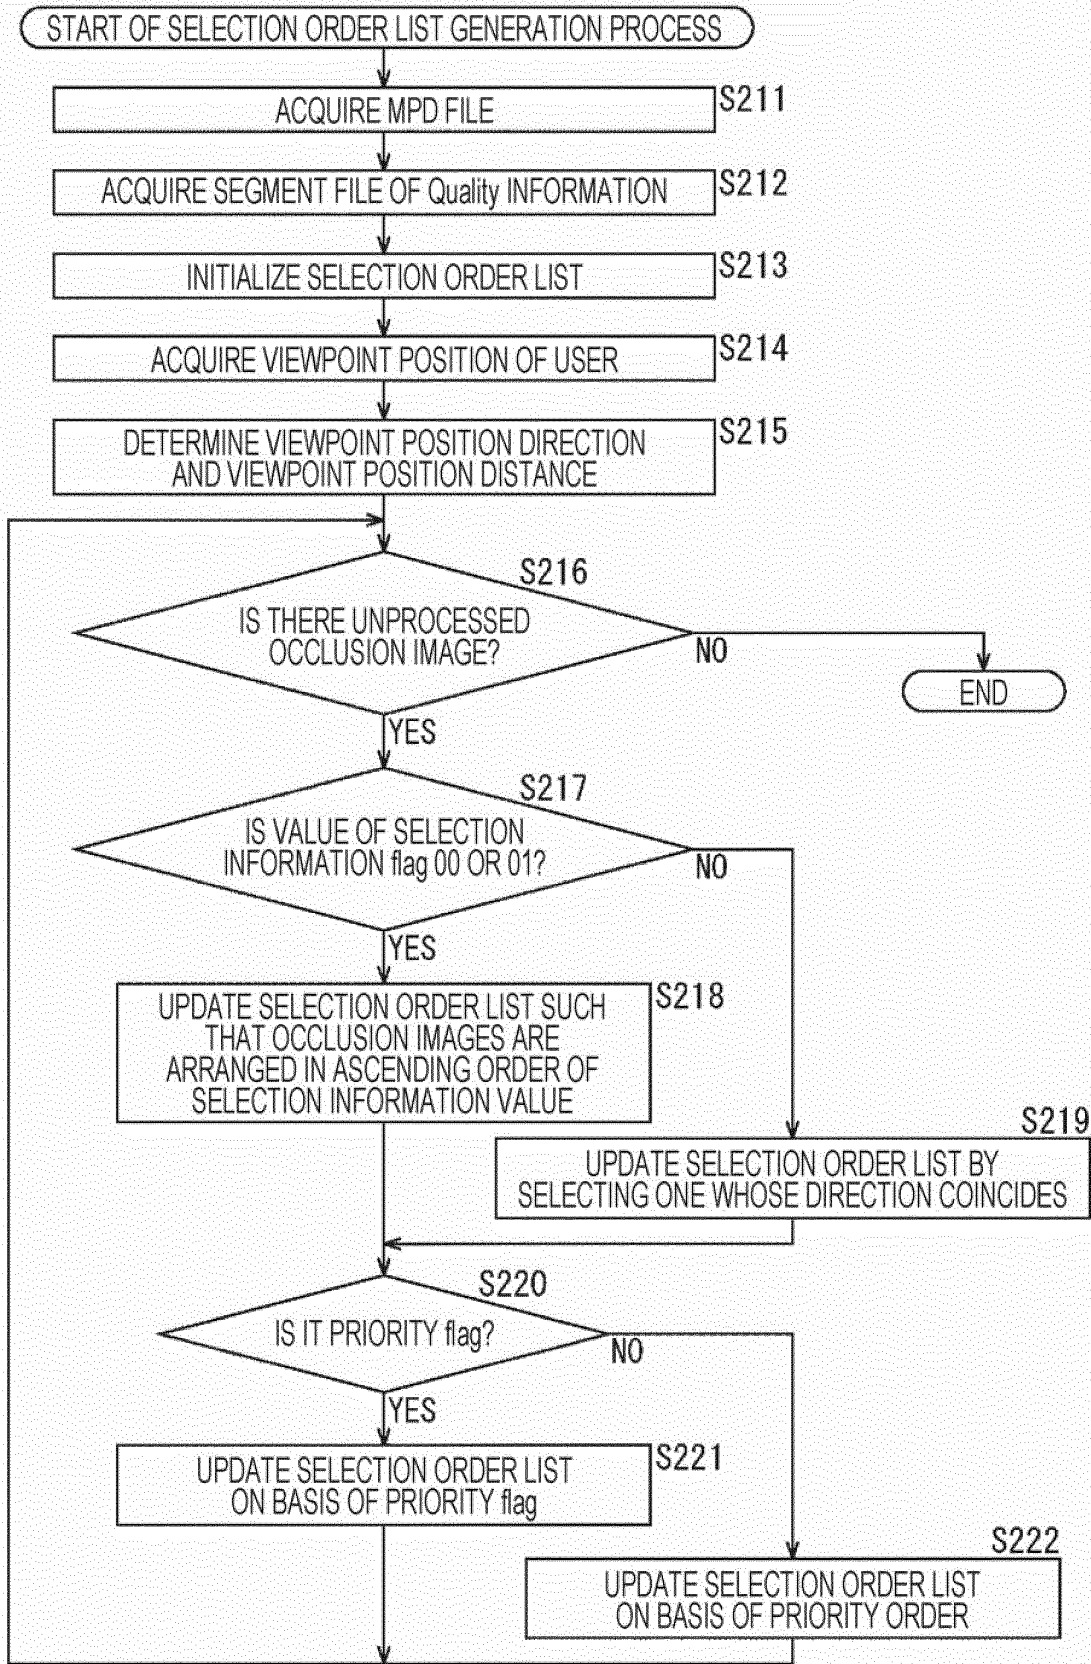 START OF SELECTION ORDER LIST GENERATION PROCESS
ACQUIRE MPD FILE
S211
ACQUIRE SEGMENT FILE OF Quality INFORMATION
S212
INITIALIZE SELECTION ORDER LIST
S213
ACQUIRE VIEWPOINT POSITION OF USER
S214
DETERMINE VIEWPOINT POSITION DIRECTION
AND VIEWPOINT POSITION DISTANCE
S215
S216
IS THERE UNPROCESSED
OCCLUSION IMAGE?
NO
END
YES
S217
IS VALUE OF SELECTION
INFORMATION flag 00 OR 01?
NO
YES
S218
UPDATE SELECTION ORDER LIST SUCH
THAT OCCLUSION IMAGES ARE
ARRANGED IN ASCENDING ORDER OF
SELECTION INFORMATION VALUE
S219
UPDATE SELECTION ORDER LIST BY
SELECTING ONE WHOSE DIRECTION COINCIDES
S220
IS IT PRIORITY flag?
NO
YES
S221
UPDATE SELECTION ORDER LIST
ON BASIS OF PRIORITY flag
S222
UPDATE SELECTION ORDER LIST
ON BASIS OF PRIORITY ORDER